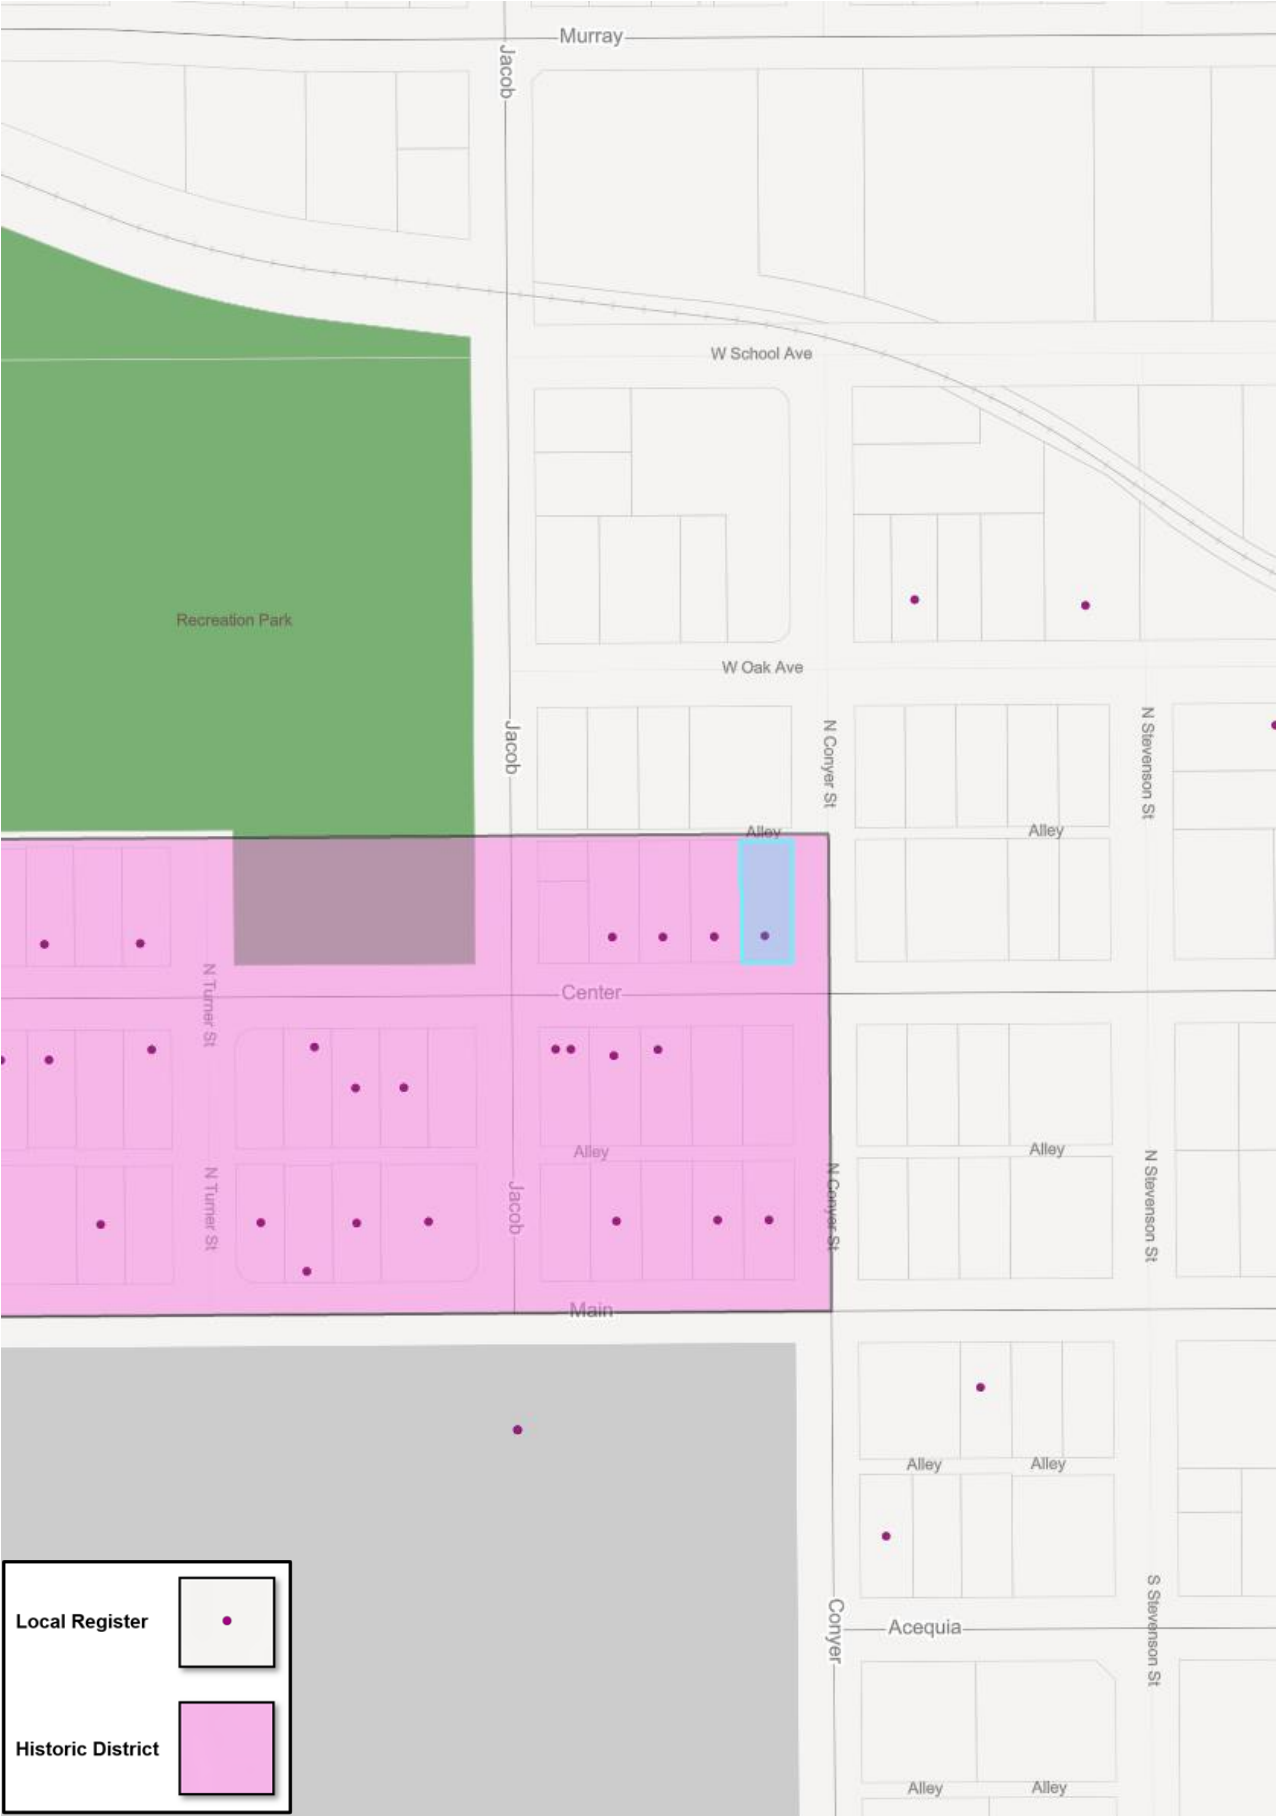 Murray
Jacob
W School Ave
Recreation Park
W Oak Ave
Jacob
N Conyer St
N Stevenson St
Alley
Alley
Center
N Turner St
Alley
Alley
N Turner St
Jacob
N Conyer St
N Stevenson St
Main
Alley
Alley
Acequia
Conyer
S Stevenson St
Local Register
Historic District
Alley
Alley